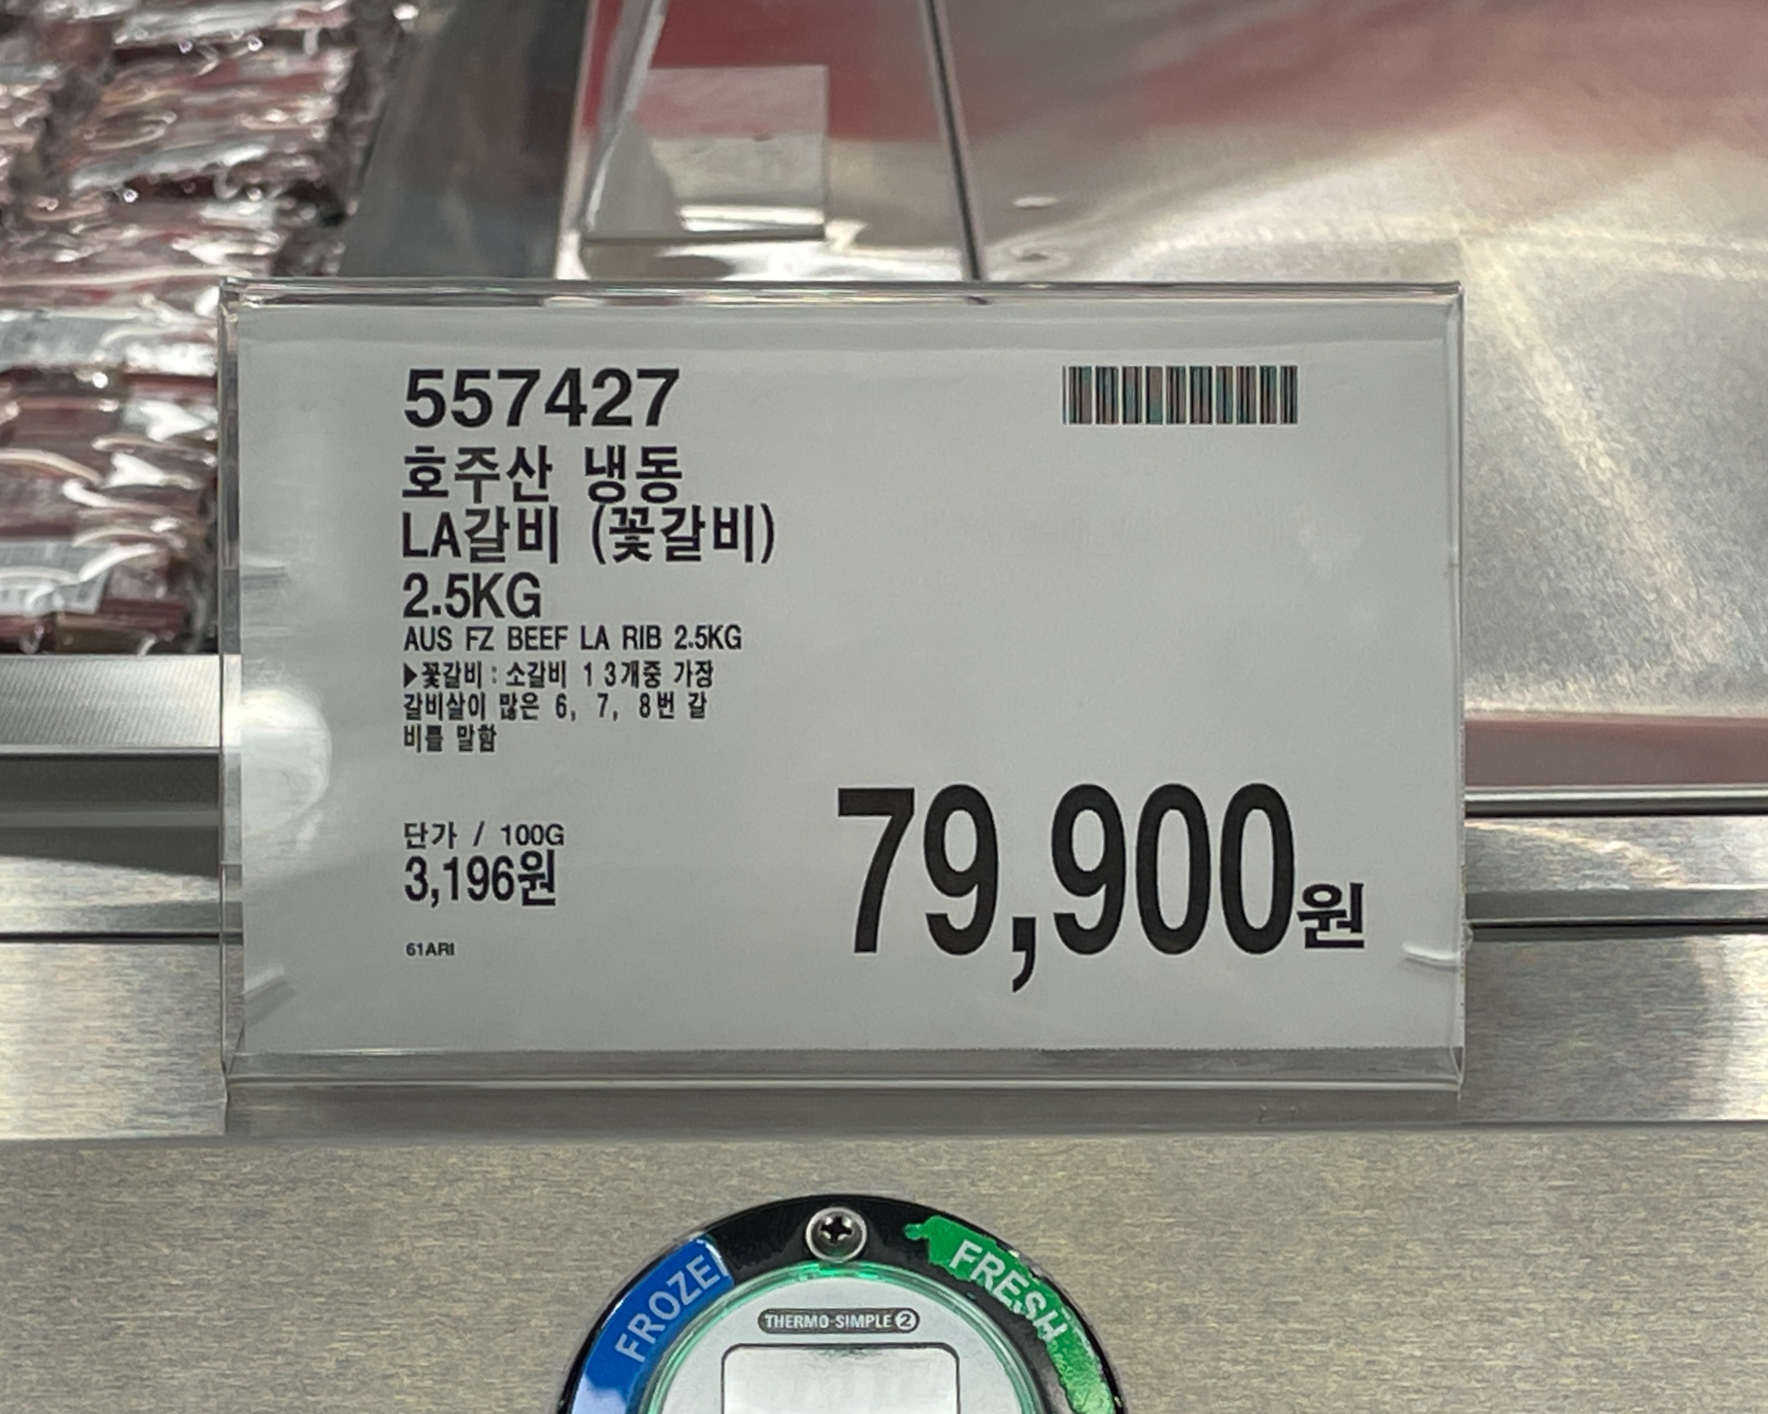 557427
호주산 냉동
LA갈비 (꽃갈비)
2.5KG
AUS FZ BEEF LA RIB 2.5KG
▶꽃갈비 : 소갈비 13개중 가장
갈비살이 많은 6, 7, 8번 갈
비를 말함
단가 / 100G
3,196원
79,900원
61ARI
FROZEN
FRESH
THERMO-SIMPLE 2